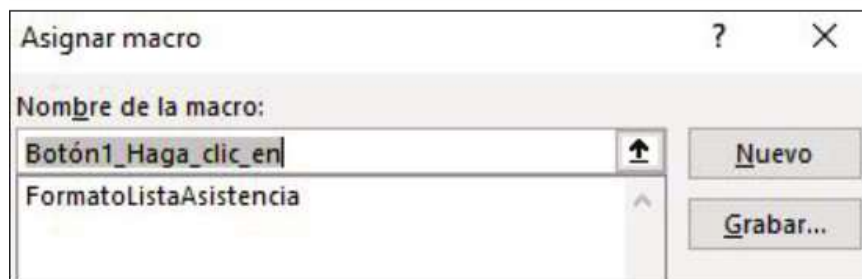 Asignar macro ? X
Nombre de la macro:
Botón1_Haga_clic_en
Nuevo
FormatoListaAsistencia
Grabar...